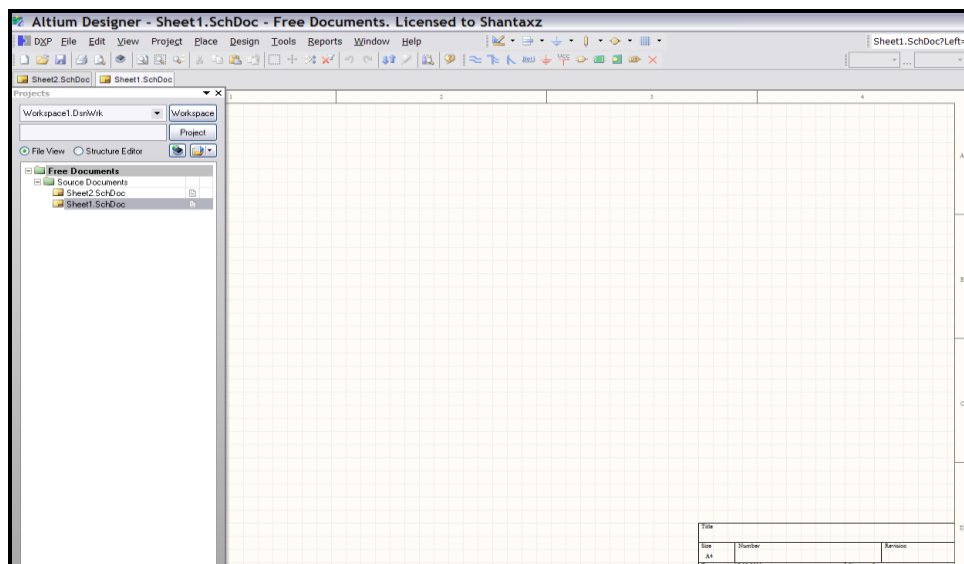 Altium Designer - Sheet1.SchDoc - Free Documents. Licensed to Shantaxz
DXP File Edit View Project Place Design Tools Reports Window Help Sheet1.SchDoc?Left=
VCC
Sheet2.SchDoc Sheet1.SchDoc
Projects
Workspace1.DsnWrk Workspace
Project
File View Structure Editor
Free Documents
Source Documents
Sheet2.SchDoc
Sheet1.SchDoc
1 2 3 4
A
B
C
D
Title
Size Number Revision
A4